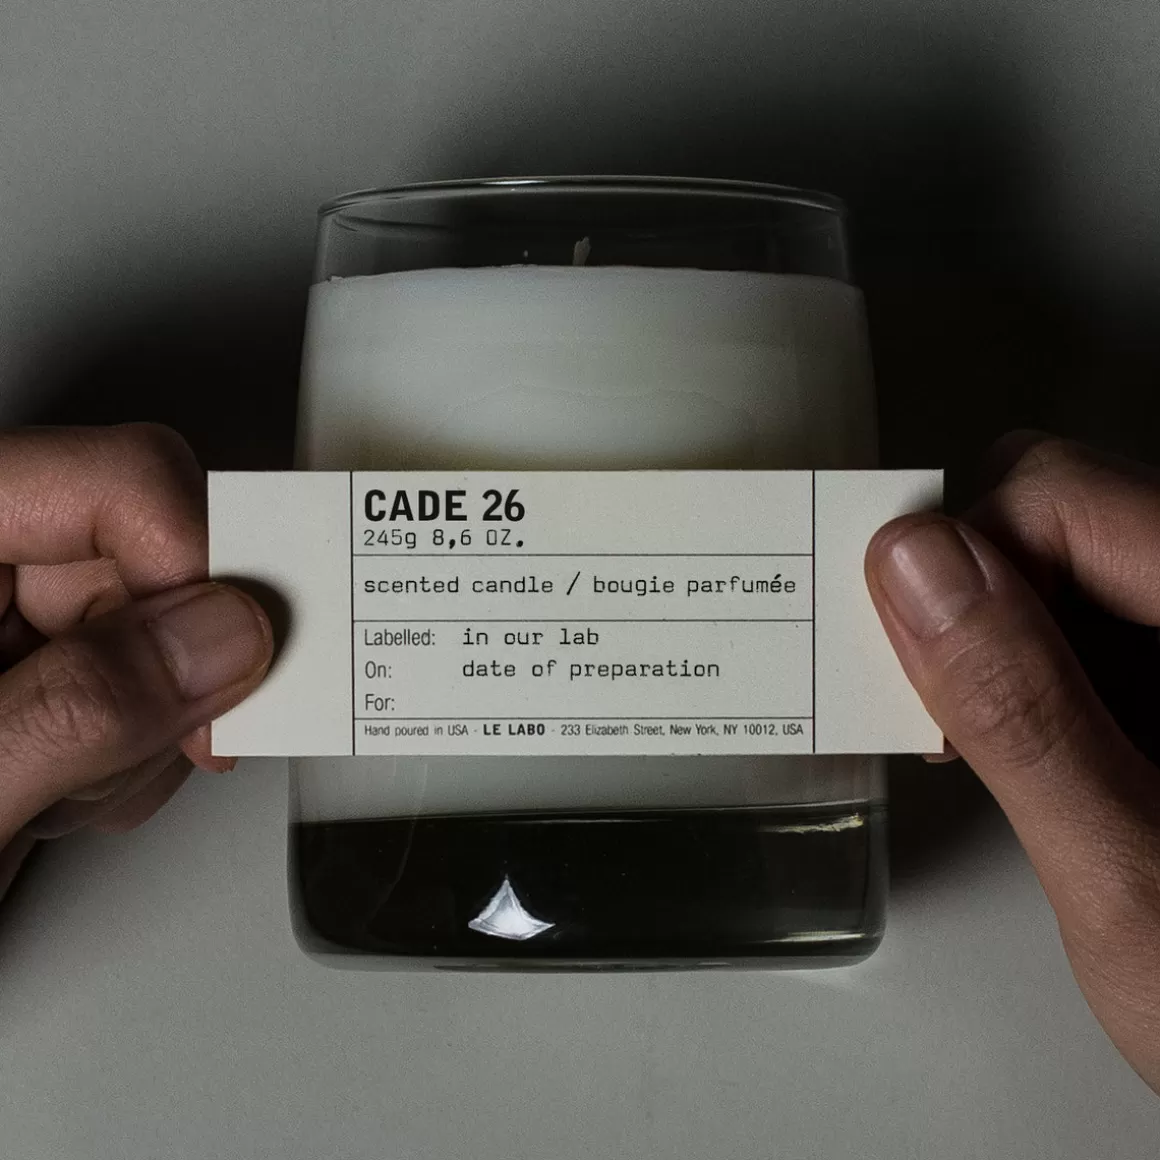 CADE 26
245g 8,6 OZ.
scented candle / bougie parfumée
Labelled: in our lab
On: date of preparation
For:
Hand poured in USA - LE LABO - 233 Elizabeth Street, New York, NY 10012, USA